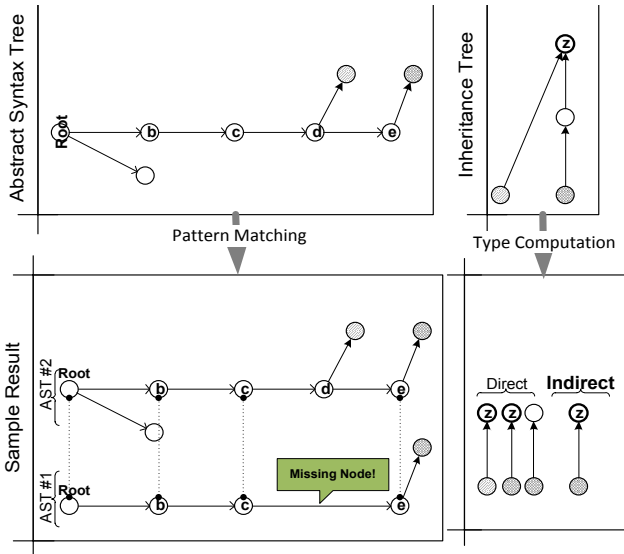 Abstract Syntax Tree
Root
b
c
d
e
Inheritance Tree
z
Pattern Matching
Type Computation
Sample Result
AST #2
Root
b
c
d
e
AST #1
Root
b
c
e
Missing Node!
Direct
Indirect
z
z
z